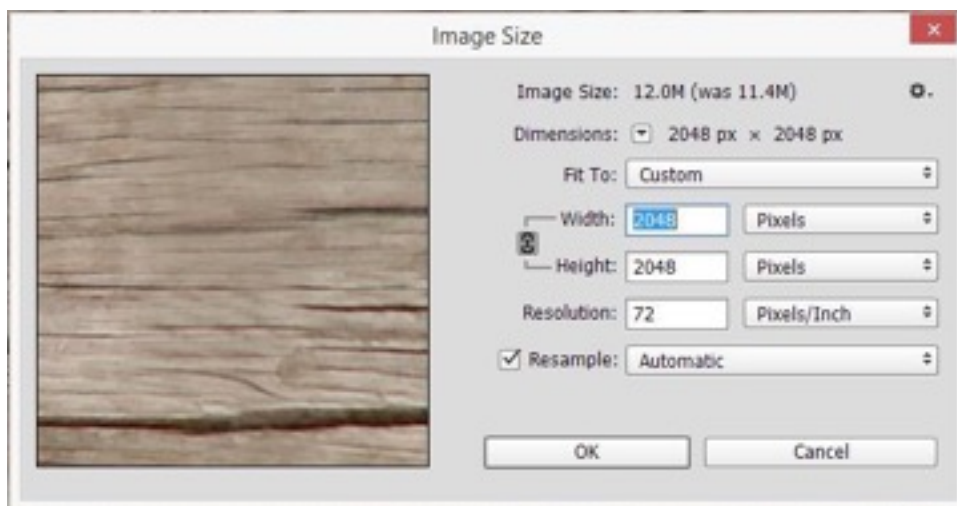 Image Size
Image Size: 12.0M (was 11.4M)
Dimensions: 2048 px × 2048 px
Fit To: Custom
Width: 2048 Pixels
Height: 2048 Pixels
Resolution: 72 Pixels/Inch
Resample: Automatic
OK Cancel